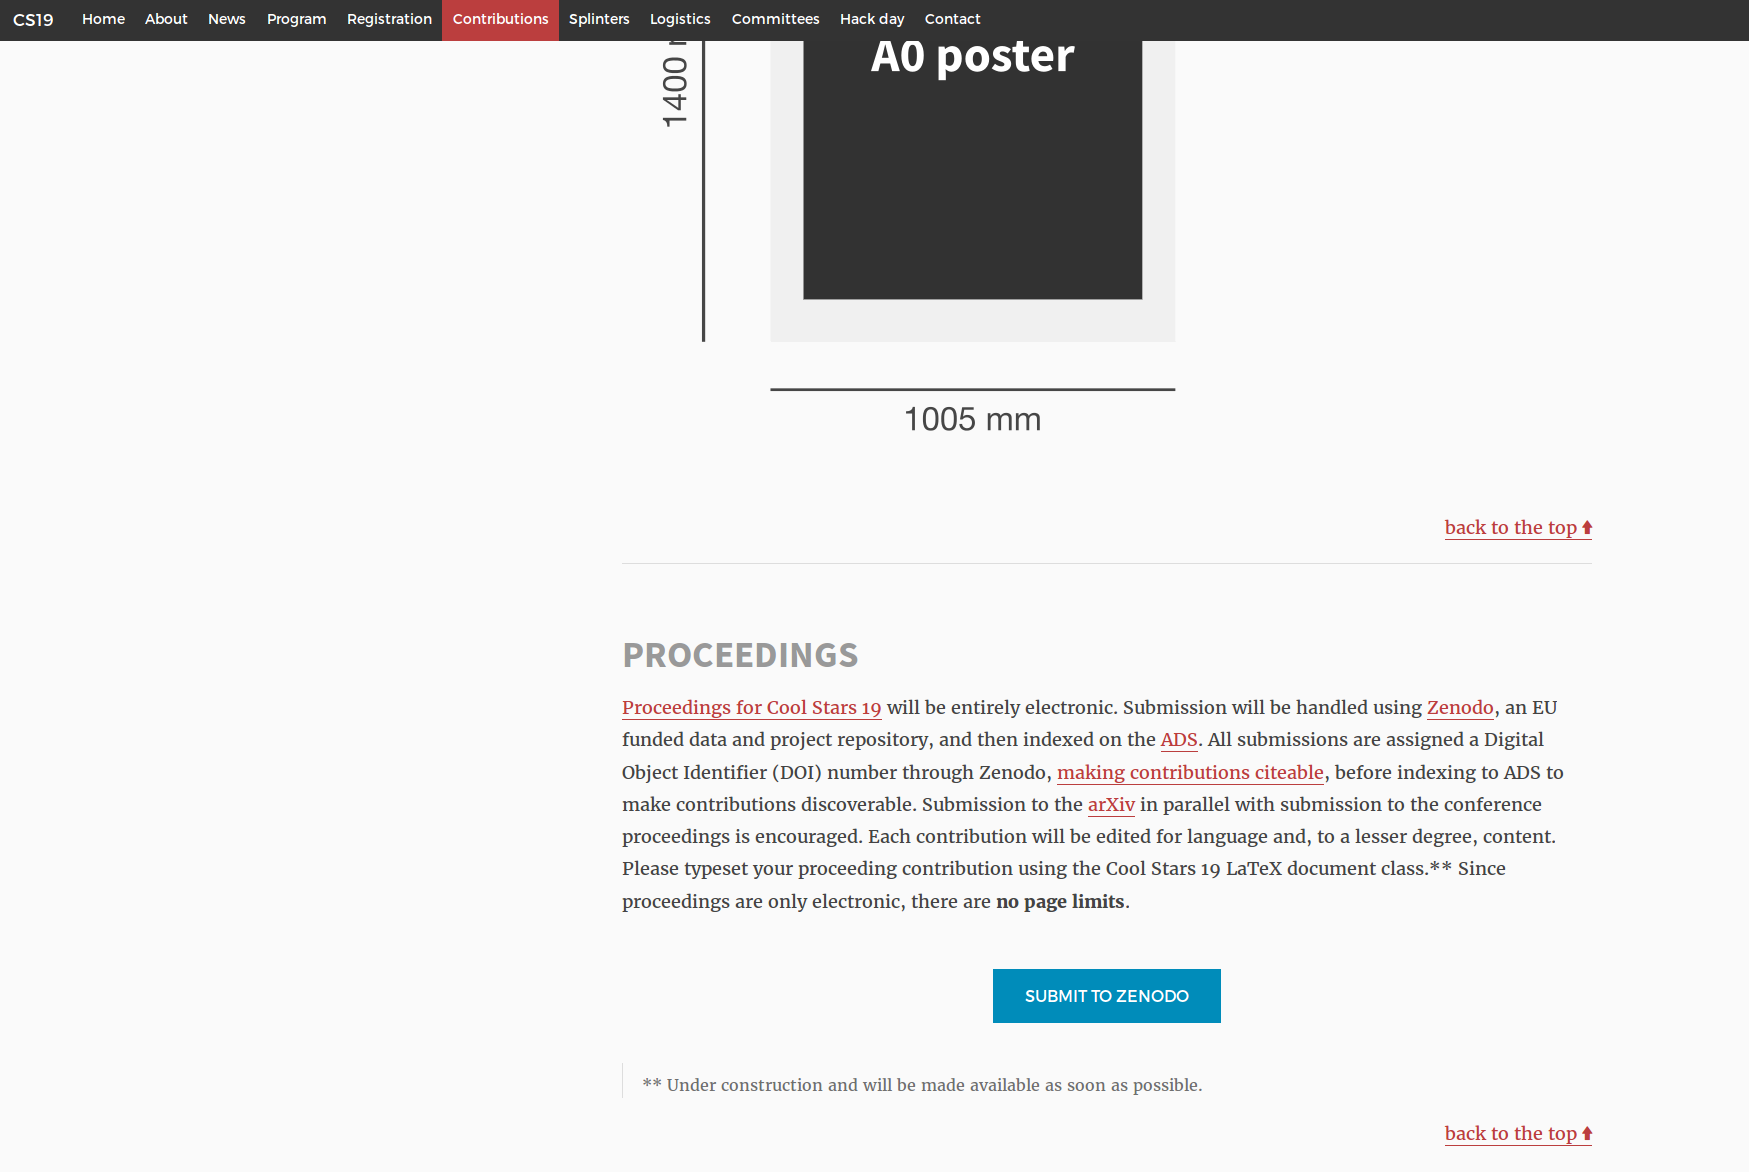 CS19 Home About News Program Registration Contributions Splinters Logistics Committees Hack day Contact
A0 poster
1400
1005 mm
back to the top
PROCEEDINGS
Proceedings for Cool Stars 19 will be entirely electronic. Submission will be handled using Zenodo, an EU
funded data and project repository, and then indexed on the ADS. All submissions are assigned a Digital
Object Identifier (DOI) number through Zenodo, making contributions citeable, before indexing to ADS to
make contributions discoverable. Submission to the arXiv in parallel with submission to the conference
proceedings is encouraged. Each contribution will be edited for language and, to a lesser degree, content.
Please typeset your proceeding contribution using the Cool Stars 19 LaTeX document class.** Since
proceedings are only electronic, there are no page limits.
SUBMIT TO ZENODO
** Under construction and will be made available as soon as possible.
back to the top